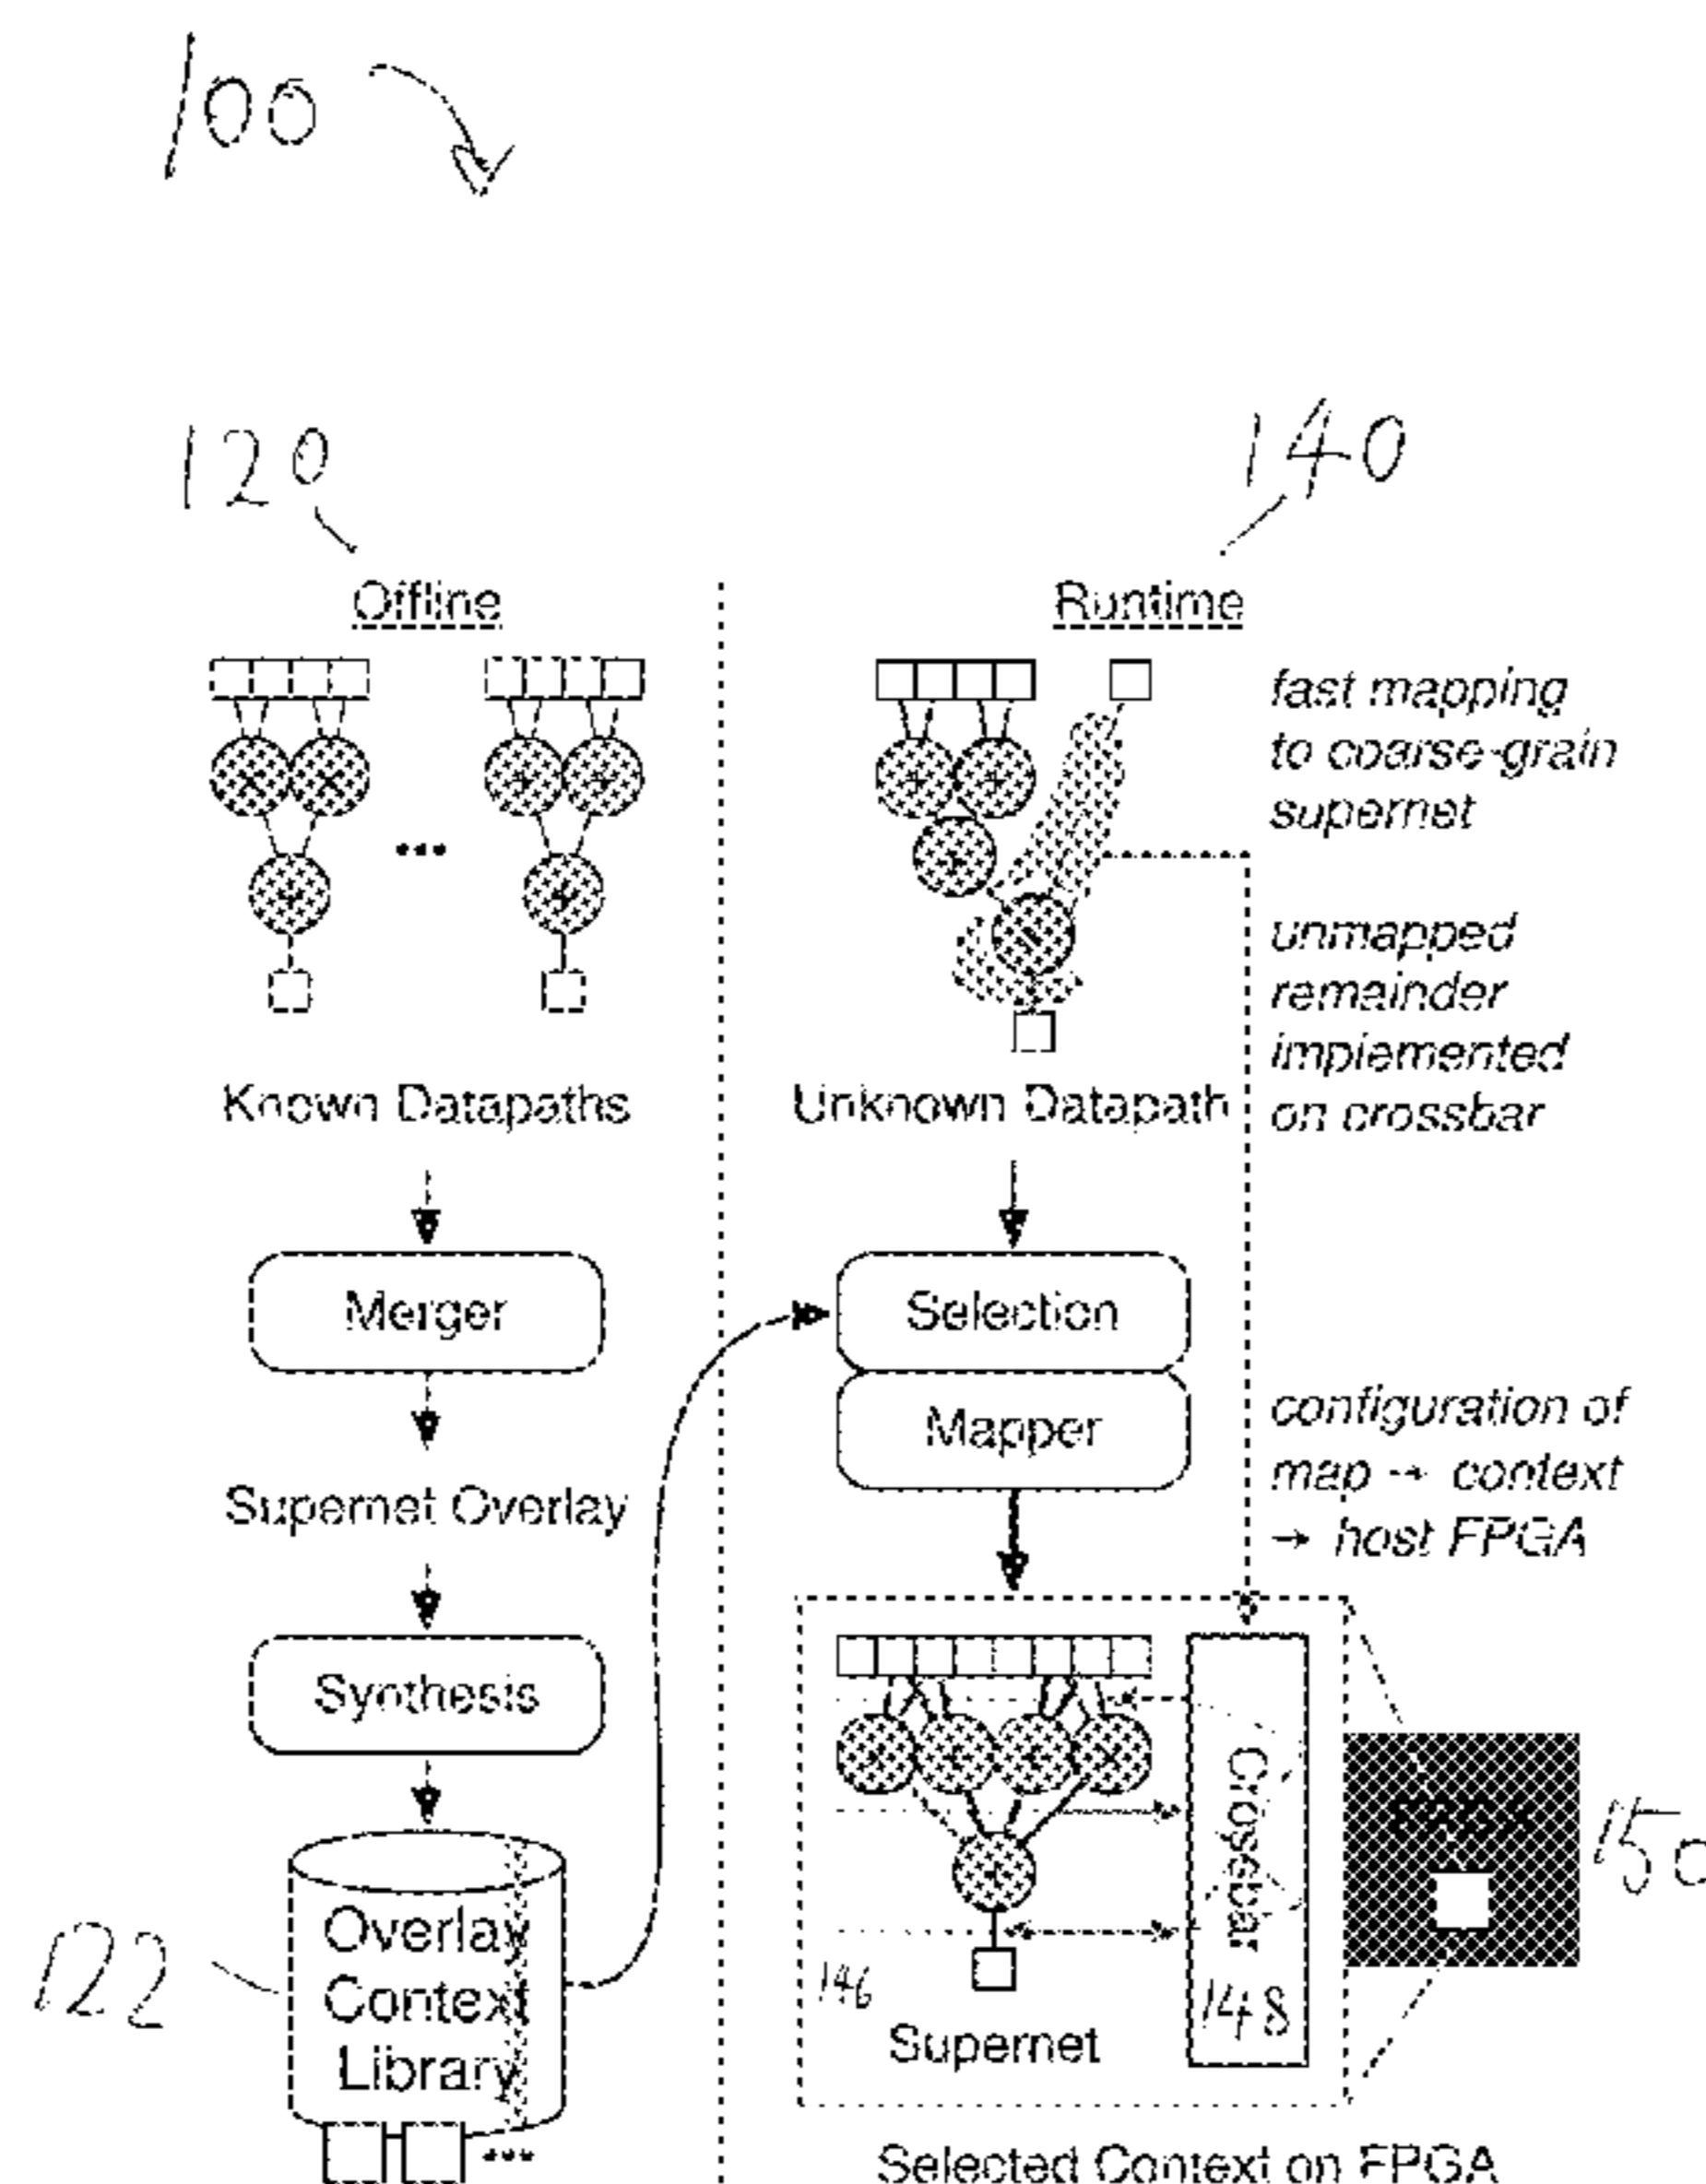 100
120
140
Offline
Runtime
fast mapping
to coarse-grain
supernet
...
unmapped
remainder
implemented
on crossbar
Known Datapaths
Unknown Datapath
Merger
Selection
Mapper
configuration of
map → context
→ host FPGA
Supernet Overlay
Synthesis
Crossbar
148
150
Overlay
Context
Library
122
146
Supernet
...
Selected Context on FPGA